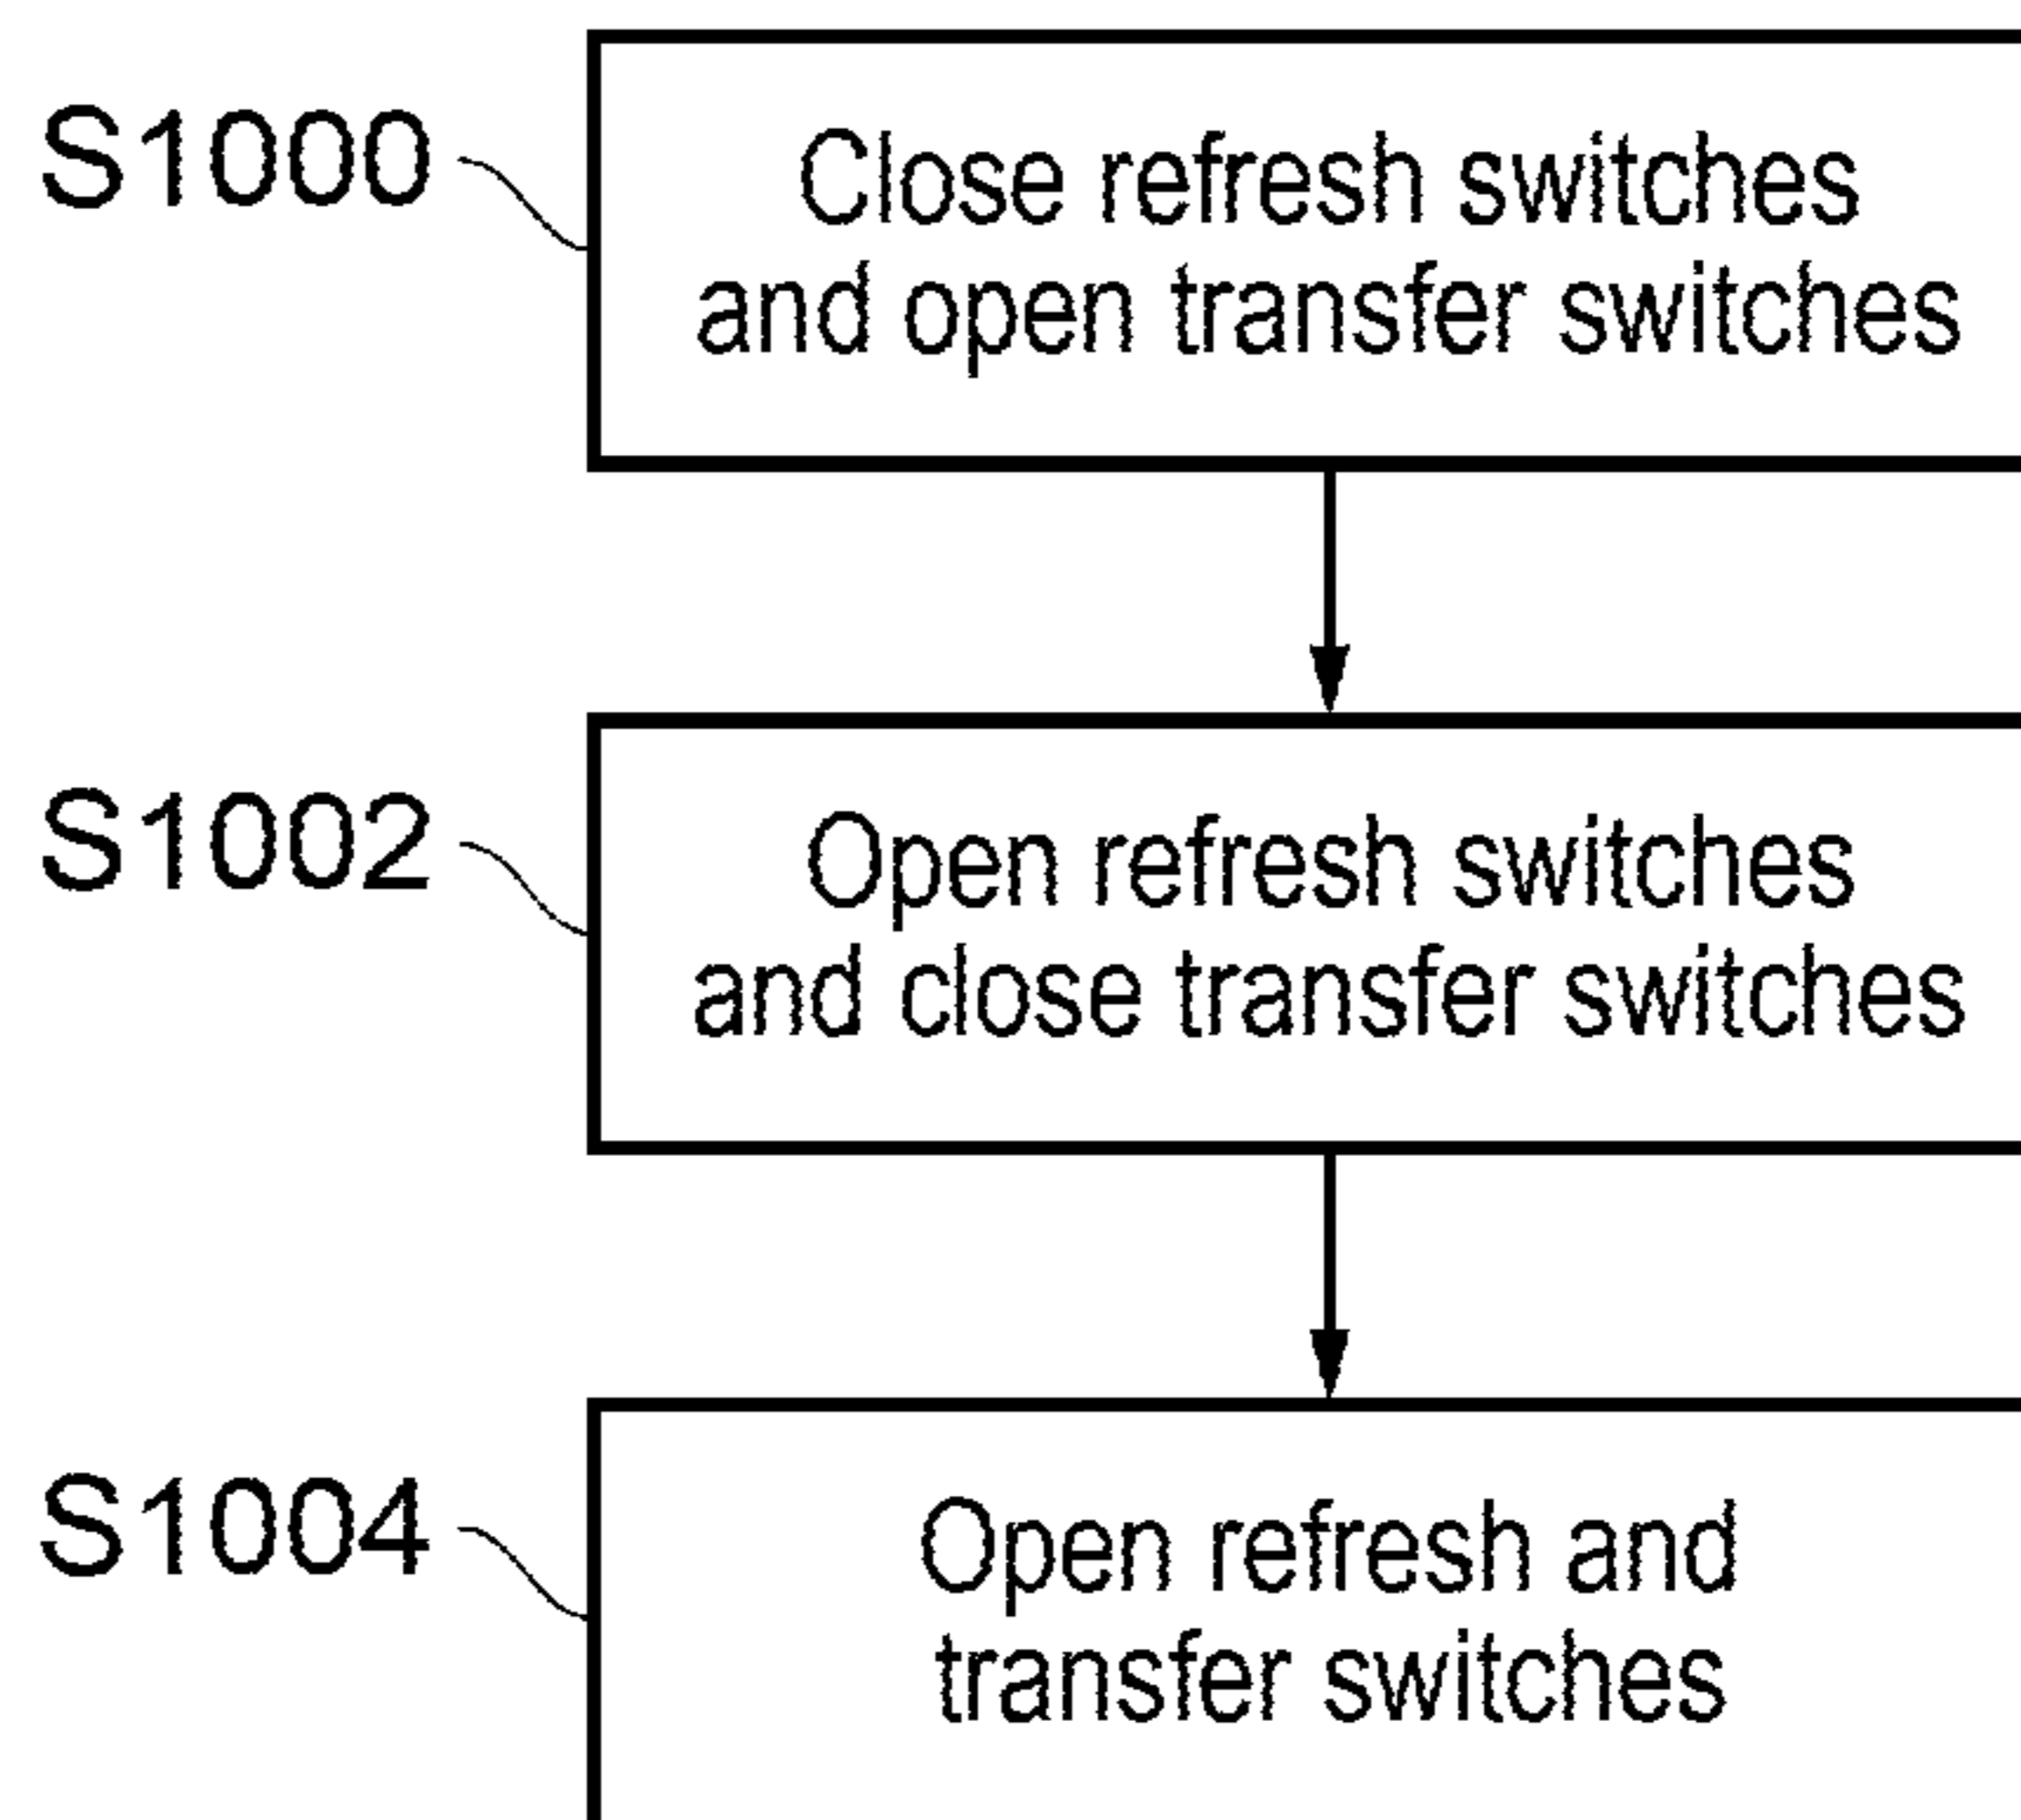 S1000
Close refresh switches
and open transfer switches
S1002
Open refresh switches
and close transfer switches
S1004
Open refresh and
transfer switches